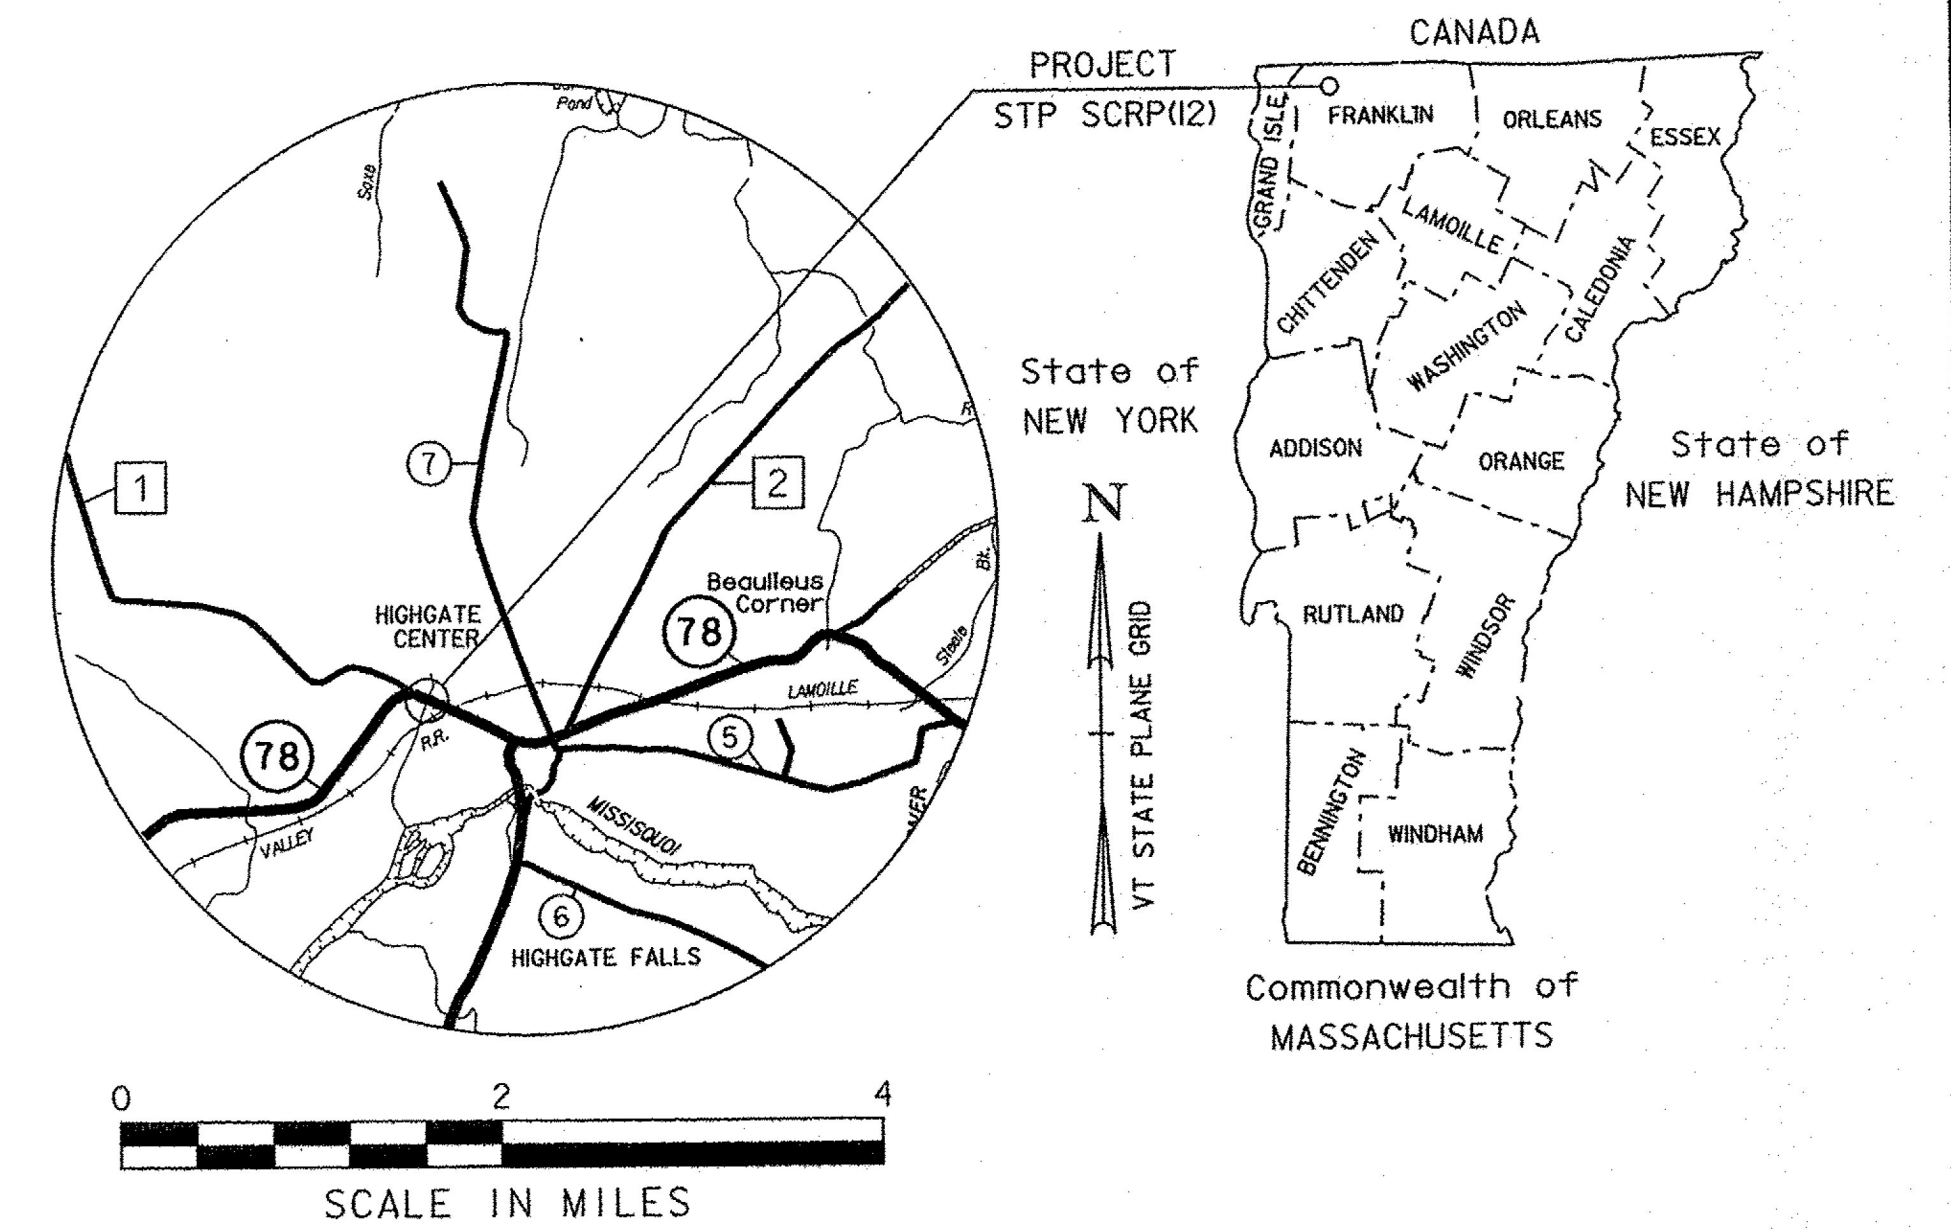 CANADA
PROJECT
STP SCRP(12)
FRANKLIN
ORLEANS
ESSEX
GRAND ISLE
LAMOILLE
CHITTENDEN
CALEDONIA
WASHINGTON
State of
NEW YORK
ADDISON
ORANGE
State of
NEW HAMPSHIRE
RUTLAND
WINDSOR
BENNINGTON
WINDHAM
Commonwealth of
MASSACHUSETTS
N
VT STATE PLANE GRID
Pond
Saxe
R
7
1
2
Bk.
Beaulieus
Corner
HIGHGATE
CENTER
78
Steele
LAMOILLE
R.R.
5
78
VALLEY
MISSISQUOI
VER
6
HIGHGATE FALLS
0 2 4
SCALE IN MILES